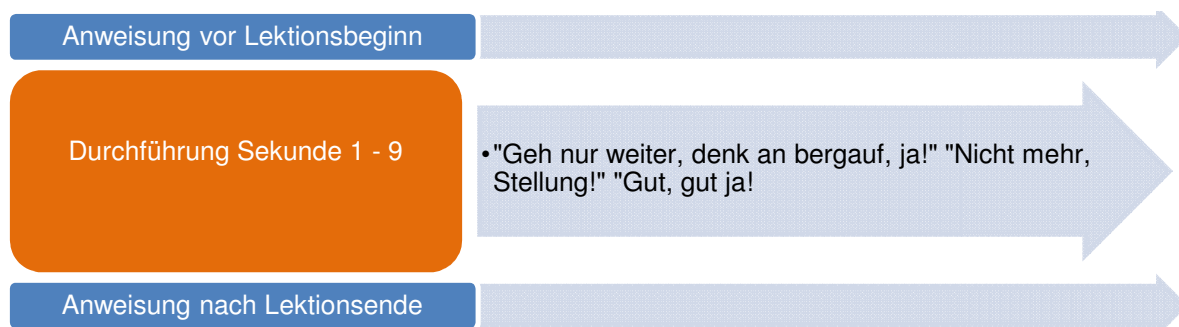 Anweisung vor Lektionsbeginn
Durchführung Sekunde 1 - 9
•"Geh nur weiter, denk an bergauf, ja!" "Nicht mehr,
Stellung!" "Gut, gut ja!
Anweisung nach Lektionsende